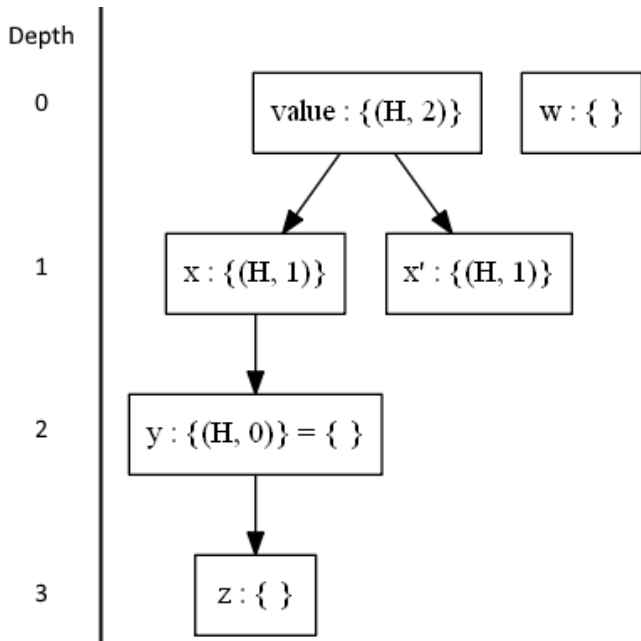 Depth
0
value : {(H, 2)}
w : { }
1
x : {(H, 1)}
x' : {(H, 1)}
2
y : {(H, 0)} = { }
3
z : { }